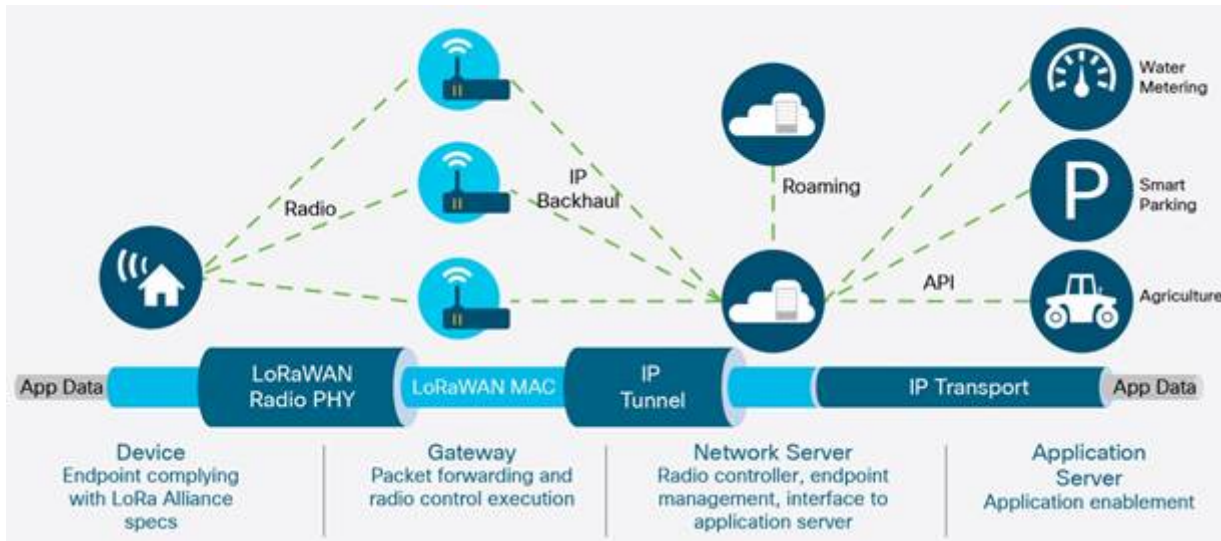 Water
Metering
IP
Backhaul
Roaming
Radio
Smart
Parking
P
API
Agriculture
App Data
LoRaWAN
Radio PHY
LoRaWAN MAC
IP
Tunnel
IP Transport
App Data
Device
Endpoint complying
with LoRa Alliance
specs
Gateway
Packet forwarding and
radio control execution
Network Server
Radio controller, endpoint
management, interface to
application server
Application
Server
Application enablement